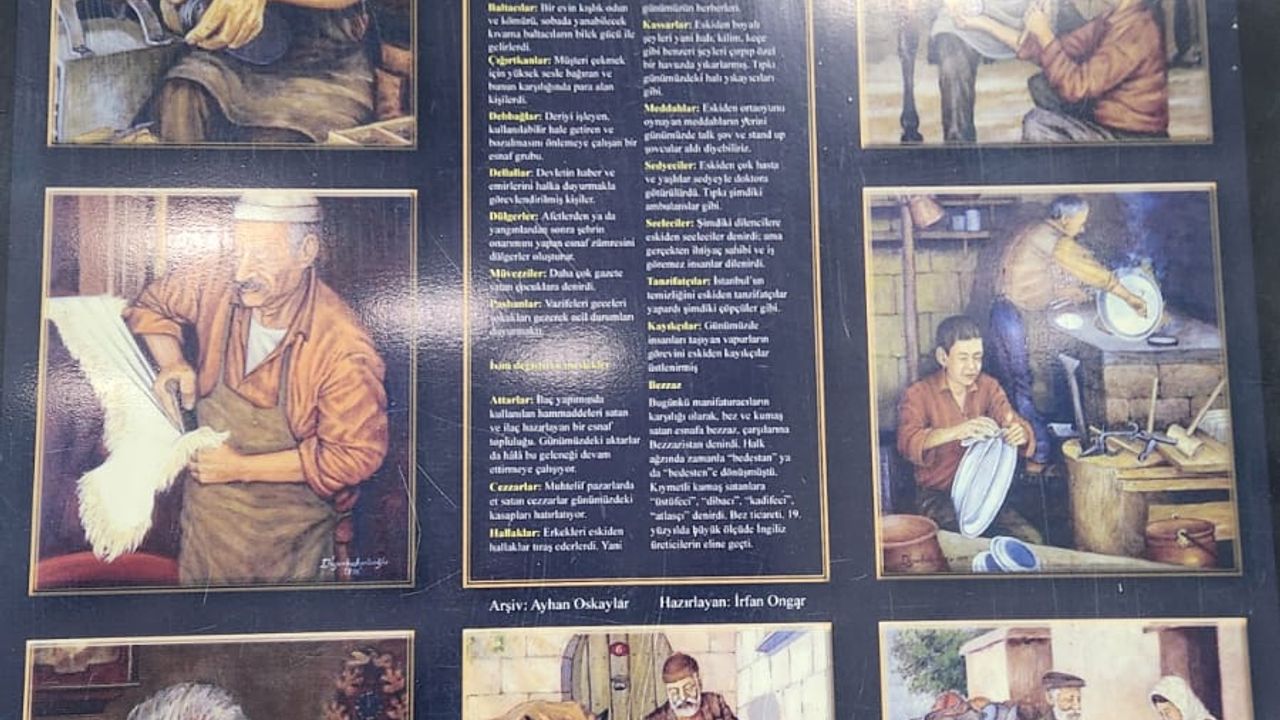 Baltacılar: Bir evin kışlık odun
ve kömürü, sobada yanabilecek
kıvama baltacıların bilek gücü ile
gelirlerdi.
Çığırtkanlar: Müşteri çekmek
için yüksek sesle bağıran ve
bunun karşılığında para alan
kişilerdi.
Debbağlar: Deriyi işleyen,
kullanılabilir hale getiren ve
bozulmasını önlemeye çalışan bir
esnaf grubu.
Dellallar: Devletin haber ve
emirlerini halka duyurmakla
görevlendirilmiş kişiler.
Dülgerler: Afetlerden ya da
yangınlardan sonra şehrin
onarımını yapan esnaf zümresini
dülgerler oluşturur.
Müvezziler: Daha çok gazete
satan çocuklara denirdi.
Pasbanlar: Vazifeleri geceleri
sokakları gezerek acil durumları
duyurmaktı.
İsim değiştiren meslekler
Attarlar: İlaç yapımında
kullanılan hammaddeleri satan
ve ilaç hazırlayan bir esnaf
topluluğu. Günümüzdeki aktarlar
da hâlâ bu geleneği devam
ettirmeye çalışıyor.
Cezzarlar: Muhtelif pazarlarda
et satan cezzarlar günümüzdeki
kasapları hatırlatıyor.
Hallaklar: Erkekleri eskiden
hallaklar tıraş ederlerdi. Yani
günümüzün berberleri.
Kassarlar: Eskiden boyalı
şeyleri yani halı, kilim, keçe
gibi benzeri şeyleri çırpıp özel
bir havuzda yıkarlarmış. Tıpkı
günümüzdeki halı yıkayıcıları
gibi.
Meddahlar: Eskiden ortaoyunu
oynayan meddahların yerini
günümüzde talk şov ve stand up
şovcular aldı diyebiliriz.
Sedyeciler: Eskiden çok hasta
ve yaşlılar sedyeyle doktora
götürülürdü. Tıpkı şimdiki
ambulanslar gibi.
Seeleciler: Şimdiki dilencilere
eskiden seeleciler denirdi; ama
gerçekten ihtiyaç sahibi ve iş
göremez insanlar dilenirdi.
Tanzifatçılar: İstanbul'un
temizliğini eskiden tanzifatçılar
yapardı şimdiki çöpçüler gibi.
Kayıkçılar: Günümüzde
insanları taşıyan vapurların
görevini eskiden kayıkçılar
üstlenirmiş
Bezzaz
Bugünkü manifaturacıların
karşılığı olarak, bez ve kumaş
satan esnafa bezzaz, çarşılarına
Bezzazistan denirdi. Halk
ağzında zamanla "bedestan" ya
da "bedesten"e dönüşmüştü.
Kıymetli kumaş satanlara
"üstüfeci", "dibacı", "kadifeci",
"atlasçı" denirdi. Bez ticareti, 19.
yüzyılda büyük ölçüde İngiliz
üreticilerin eline geçti.
Arşiv: Ayhan Oskaylar Hazırlayan: İrfan Ongar
6